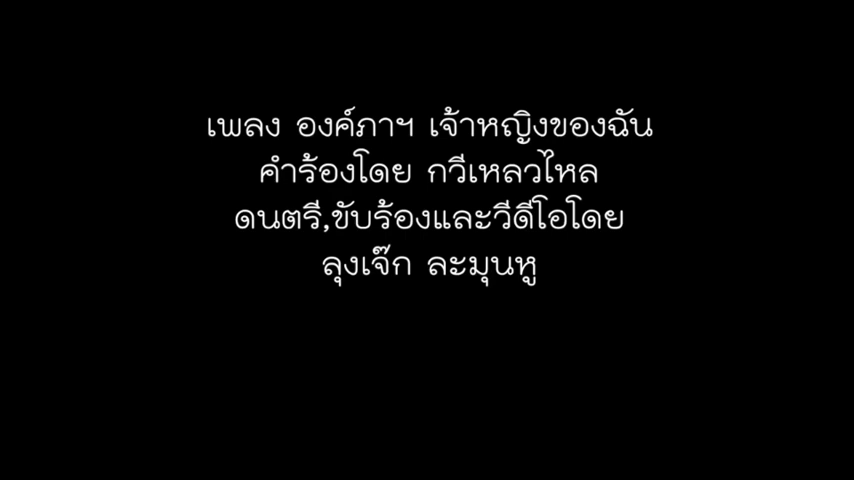 เพลง องค์ภาฯ เจ้าหญิงของฉัน
คำร้องโดย กวีเหลวไหล
ดนตรี,ขับร้องและวีดีโอโดย
ลุงเจ๊ก ละมุนหู